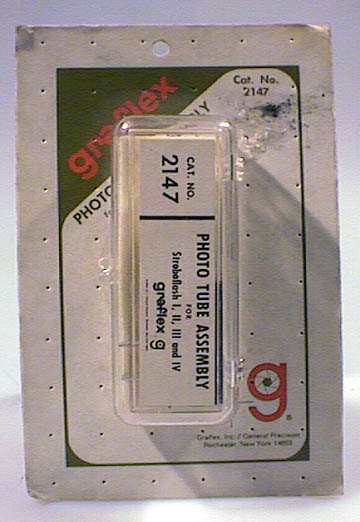 graflex
Cat. No.
2147
PHOTO
CAT. NO.
2147
PHOTO TUBE ASSEMBLY
FOR
Stroboflash I, II, III and IV
graflex g
g®
Graflex, Inc. / General Precision
Rochester, New York 14603